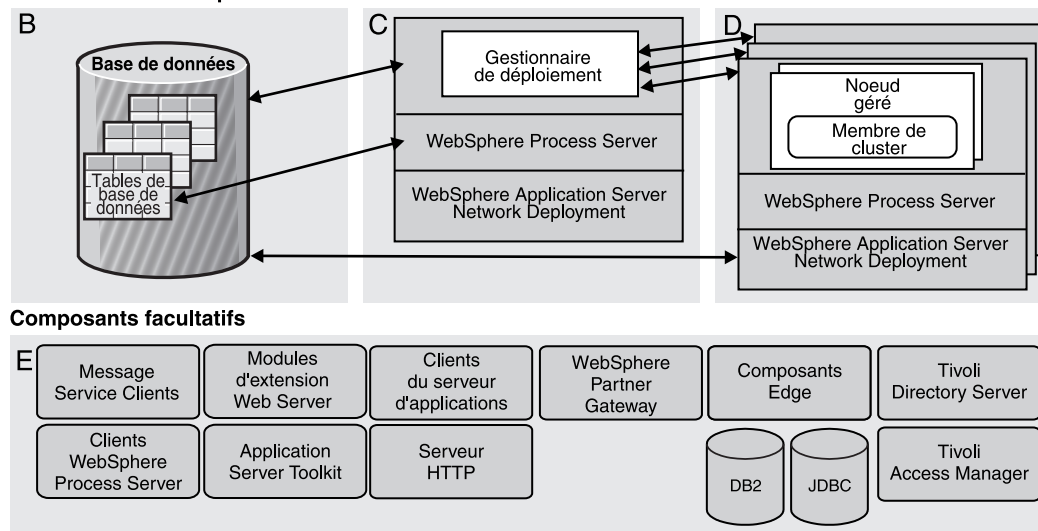 B
Base de données
Tables de
base de
données
C
Gestionnaire
de déploiement
WebSphere Process Server
WebSphere Application Server
Network Deployment
D
Noeud
géré
Membre de
cluster
WebSphere Process Server
WebSphere Application Server
Network Deployment
Composants facultatifs
E
Message
Service Clients
Modules
d'extension
Web Server
Clients
du serveur
d'applications
WebSphere
Partner
Gateway
Composants
Edge
Tivoli
Directory Server
Clients
WebSphere
Process Server
Application
Server Toolkit
Serveur
HTTP
DB2
JDBC
Tivoli
Access Manager